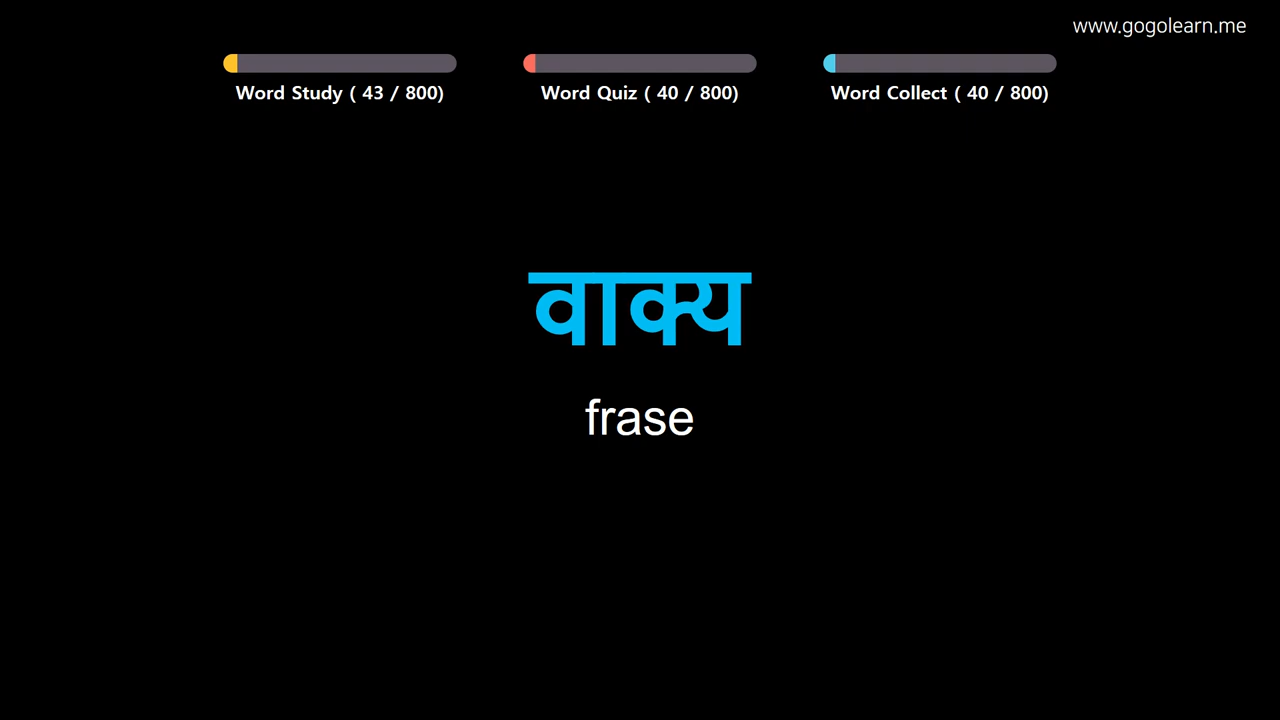 www.gogolearn.me
Word Study ( 43 / 800)
Word Quiz ( 40 / 800)
Word Collect ( 40 / 800)
वाक्य
frase